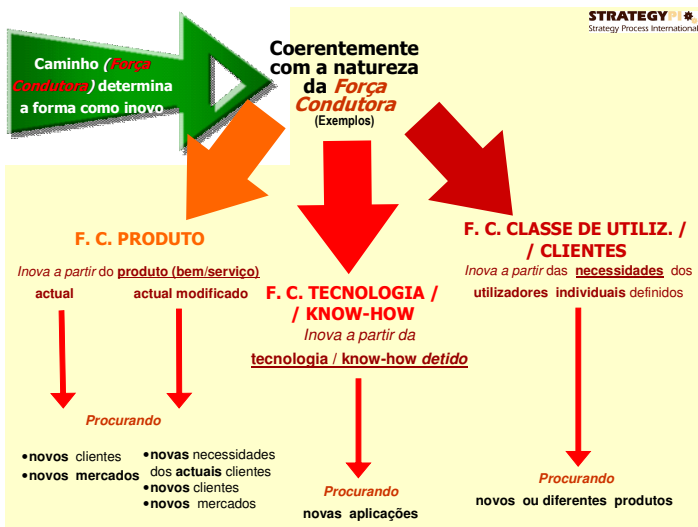 STRATEGYPI
Strategy Process International
Caminho (Força
Condutora) determina
a forma como inovo
Coerentemente
com a natureza
da Força
Condutora
(Exemplos)
F. C. PRODUTO
Inova a partir do produto (bem/serviço)
actual
actual modificado
Procurando
•novos clientes
•novos mercados
•novas necessidades
dos actuais clientes
•novos clientes
•novos mercados
F. C. TECNOLOGIA /
/ KNOW-HOW
Inova a partir da
tecnologia / know-how detido
Procurando
novas aplicações
F. C. CLASSE DE UTILIZ. /
/ CLIENTES
Inova a partir das necessidades dos
utilizadores individuais definidos
Procurando
novos ou diferentes produtos